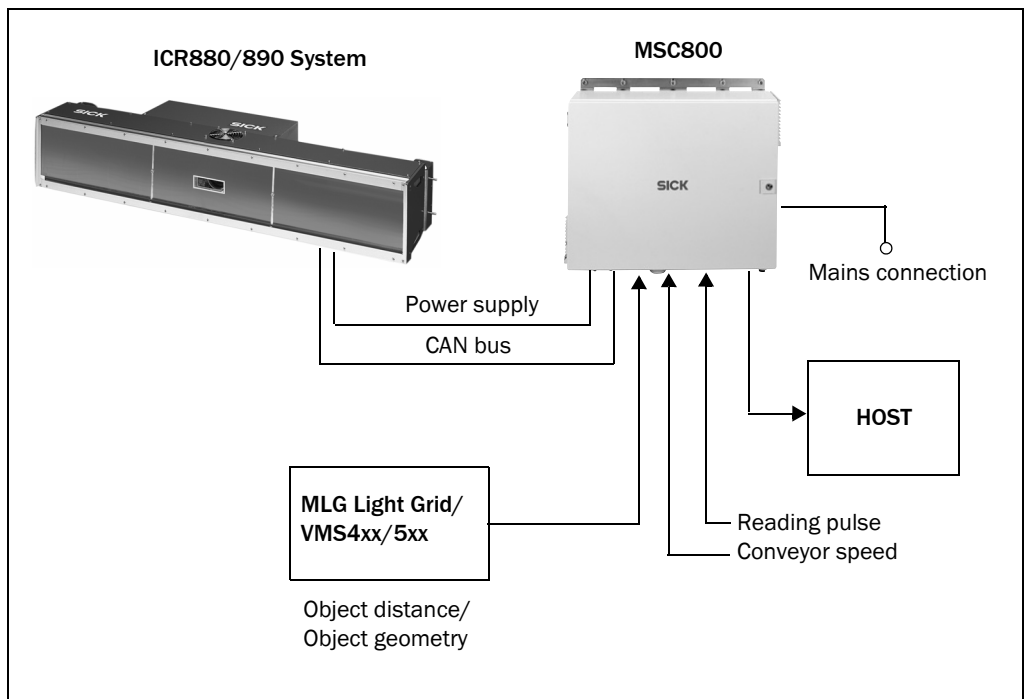 ICR880/890 System
MSC800
SICK
SICK
SICK
Mains connection
Power supply
CAN bus
HOST
MLG Light Grid/
VMS4xx/5xx
Reading pulse
Conveyor speed
Object distance/
Object geometry